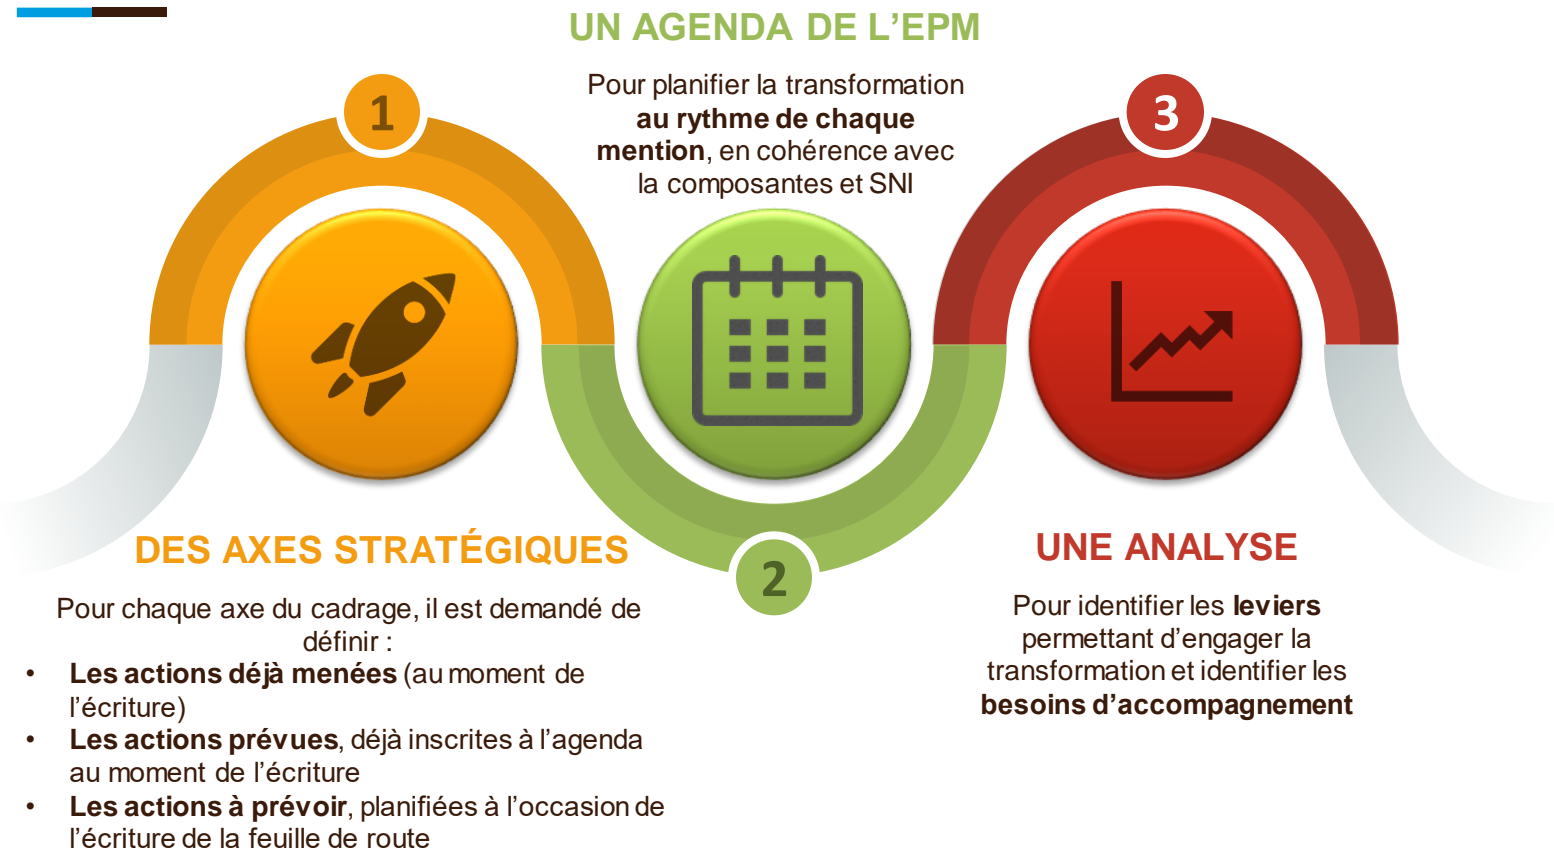 1
DES AXES STRATÉGIQUES
Pour chaque axe du cadrage, il est demandé de
définir :
• Les actions déjà menées (au moment de
l’écriture)
• Les actions prévues, déjà inscrites à l’agenda
au moment de l’écriture
• Les actions à prévoir, planifiées à l’occasion de
l’écriture de la feuille de route
UN AGENDA DE L’EPM
Pour planifier la transformation
au rythme de chaque
mention, en cohérence avec
la composantes et SNI
2
3
UNE ANALYSE
Pour identifier les leviers
permettant d’engager la
transformation et identifier les
besoins d’accompagnement